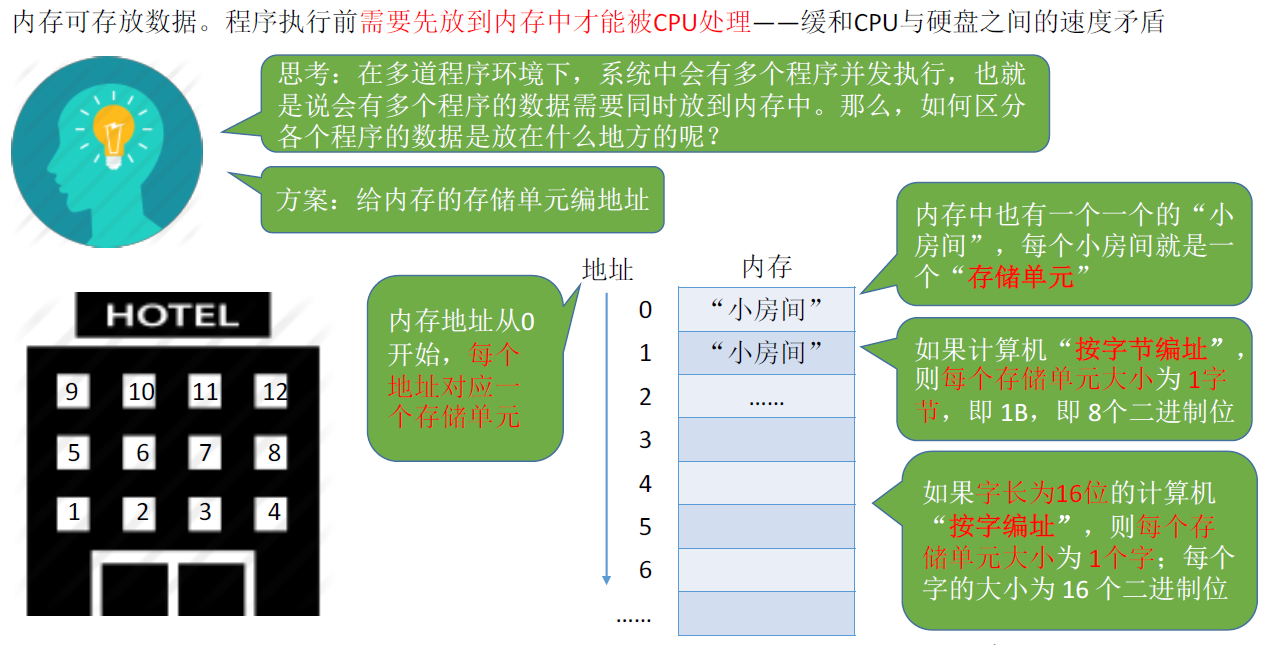 内存可存放数据。程序执行前需要先放到内存中才能被CPU处理——缓和CPU与硬盘之间的速度矛盾
思考：在多道程序环境下，系统中会有多个程序并发执行，也就
是说会有多个程序的数据需要同时放到内存中。那么，如何区分
各个程序的数据是放在什么地方的呢？
方案：给内存的存储单元编地址
内存中也有一个一个的“小
房间”，每个小房间就是一
个“存储单元”
地址
内存
内存地址从0
开始，每个
地址对应一
个存储单元
0
“小房间”
1
“小房间”
2
……
3
4
5
6
……
如果计算机“按字节编址”，
则每个存储单元大小为 1字
节，即 1B，即 8个二进制位
如果字长为16位的计算机
“按字编址”，则每个存
储单元大小为 1个字；每个
字的大小为 16 个二进制位
HOTEL
9 10 11 12
5 6 7 8
1 2 3 4